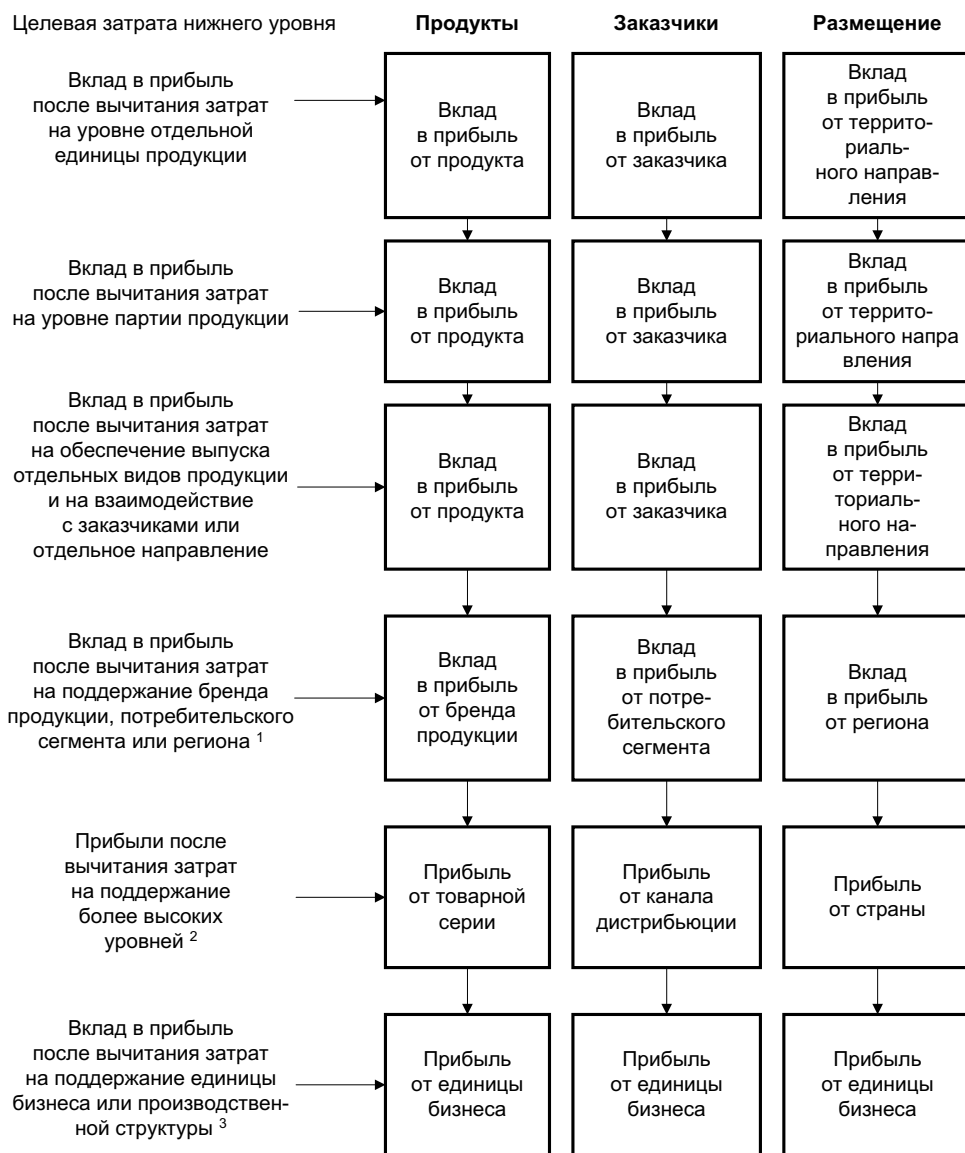 Целевая затрата нижнего уровня
Продукты
Заказчики
Размещение
Вклад в прибыль
после вычитания затрат
на уровне отдельной
единицы продукции
Вклад
в прибыль
от продукта
Вклад
в прибыль
от заказчика
Вклад
в прибыль
от террито-
риаль-
ного направ-
ления
Вклад в прибыль
после вычитания затрат
на уровне партии продукции
Вклад
в прибыль
от продукта
Вклад
в прибыль
от заказчика
Вклад
в прибыль
от террито-
риального напра
вления
Вклад в прибыль
после вычитания затрат
на обеспечение выпуска
отдельных видов продукции
и на взаимодействие
с заказчиками или
отдельное направление
Вклад
в прибыль
от продукта
Вклад
в прибыль
от заказчика
Вклад
в прибыль
от терри-
ториаль-
ного на-
правления
Вклад в прибыль
после вычитания затрат
на поддержание бренда
продукции, потребительского
сегмента или региона 1
Вклад
в прибыль
от бренда
продукции
Вклад
в прибыль
от потре-
бительского
сегмента
Вклад
в прибыль
от региона
Прибыли после
вычитания затрат
на поддержание
более высоких
уровней 2
Прибыль
от товарной
серии
Прибыль
от канала
дистрибьюции
Прибыль
от страны
Вклад в прибыль
после вычитания затрат
на поддержание единицы
бизнеса или производствен-
ной структуры 3
Прибыль
от единицы
бизнеса
Прибыль
от единицы
бизнеса
Прибыль
от единицы
бизнеса